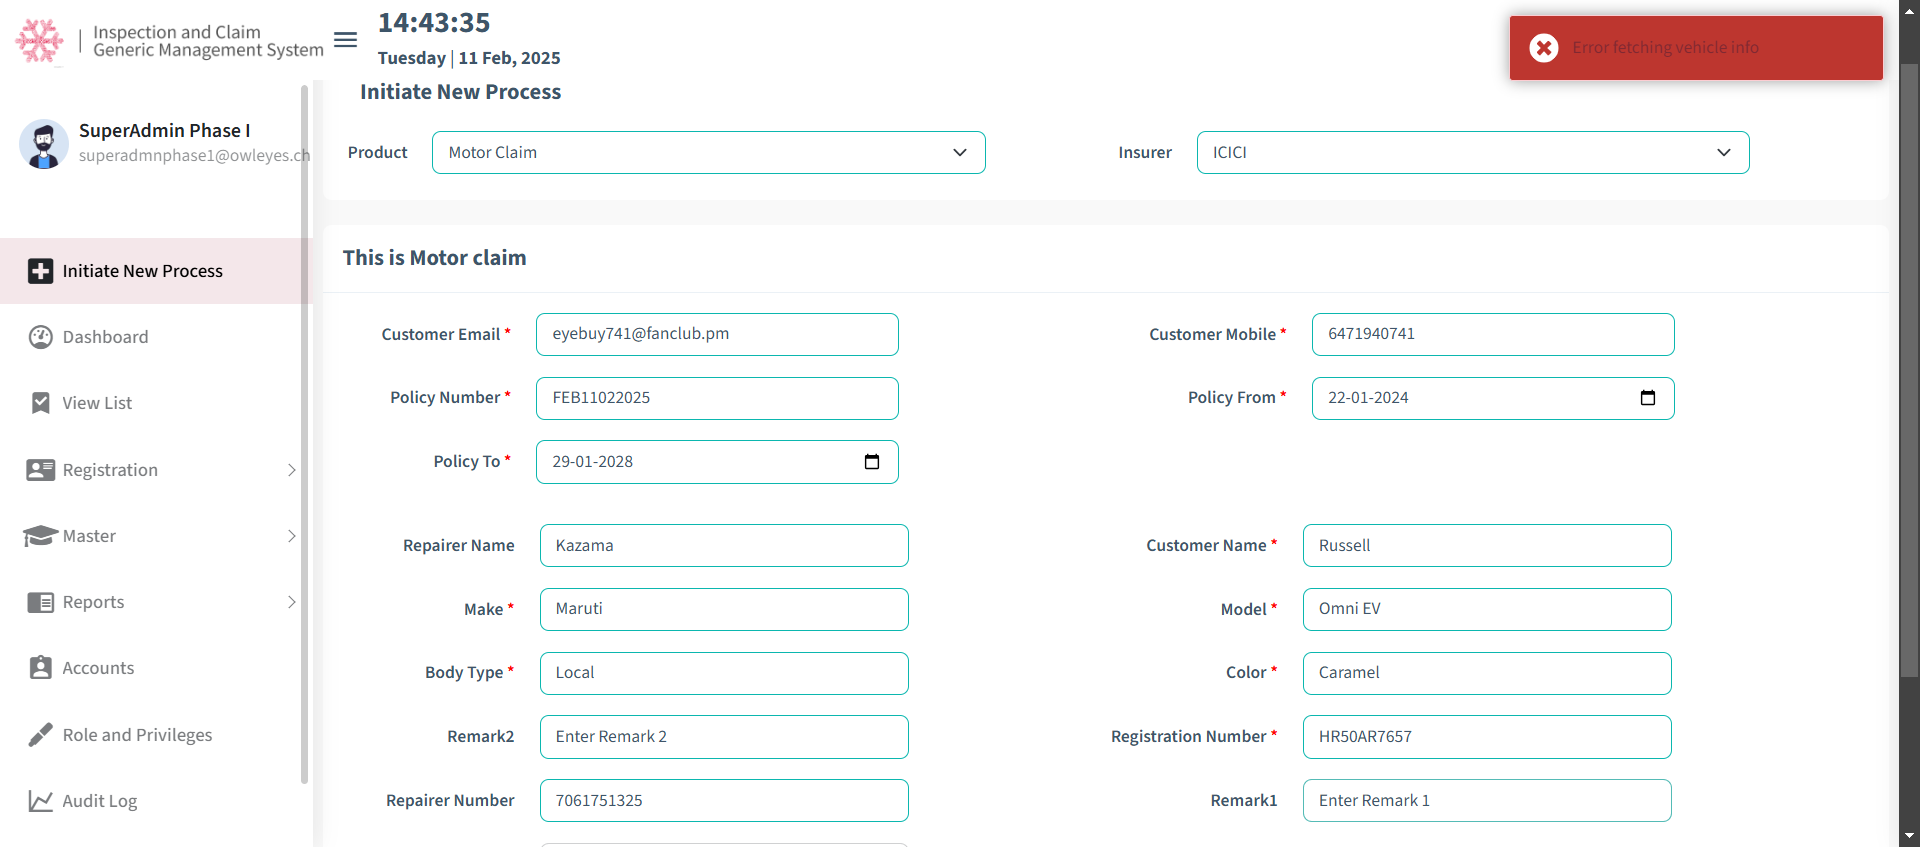 Inspection and Claim
Generic Management System
14:43:35
Tuesday | 11 Feb, 2025
Error fetching vehicle info
SuperAdmin Phase I
superadmnphase1@owleyes.ch
Initiate New Process
Dashboard
View List
Registration
Master
Reports
Accounts
Role and Privileges
Audit Log
Initiate New Process
Product Motor Claim Insurer ICICI
This is Motor claim
Customer Email * eyebuy741@fanclub.pm Customer Mobile * 6471940741
Policy Number * FEB11022025 Policy From * 22-01-2024
Policy To * 29-01-2028
Repairer Name Kazama Customer Name * Russell
Make * Maruti Model * Omni EV
Body Type * Local Color * Caramel
Remark2 Enter Remark 2 Registration Number * HR50AR7657
Repairer Number 7061751325 Remark1 Enter Remark 1